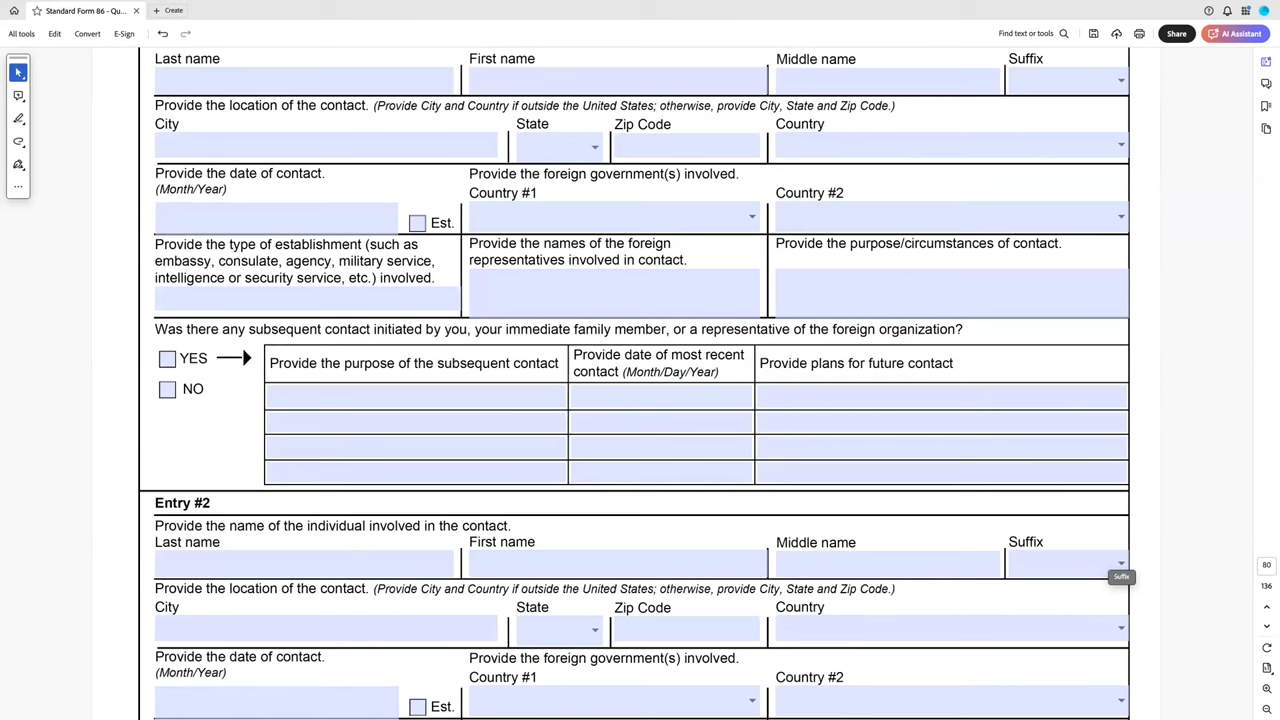 Standard Form 86 - Qu...
Create
All tools
Edit
Convert
E-Sign
Find text or tools
Share
AI Assistant
Last name
First name
Middle name
Suffix
Provide the location of the contact. (Provide City and Country if outside the United States; otherwise, provide City, State and Zip Code.)
City
State
Zip Code
Country
Provide the date of contact.
(Month/Year)
Est.
Provide the foreign government(s) involved.
Country #1
Country #2
Provide the type of establishment (such as
embassy, consulate, agency, military service,
intelligence or security service, etc.) involved.
Provide the names of the foreign
representatives involved in contact.
Provide the purpose/circumstances of contact.
Was there any subsequent contact initiated by you, your immediate family member, or a representative of the foreign organization?
YES
NO
Provide the purpose of the subsequent contact
Provide date of most recent
contact (Month/Day/Year)
Provide plans for future contact
Entry #2
Provide the name of the individual involved in the contact.
Last name
First name
Middle name
Suffix
Suffix
Provide the location of the contact. (Provide City and Country if outside the United States; otherwise, provide City, State and Zip Code.)
City
State
Zip Code
Country
Provide the date of contact.
(Month/Year)
Est.
Provide the foreign government(s) involved.
Country #1
Country #2
80
136